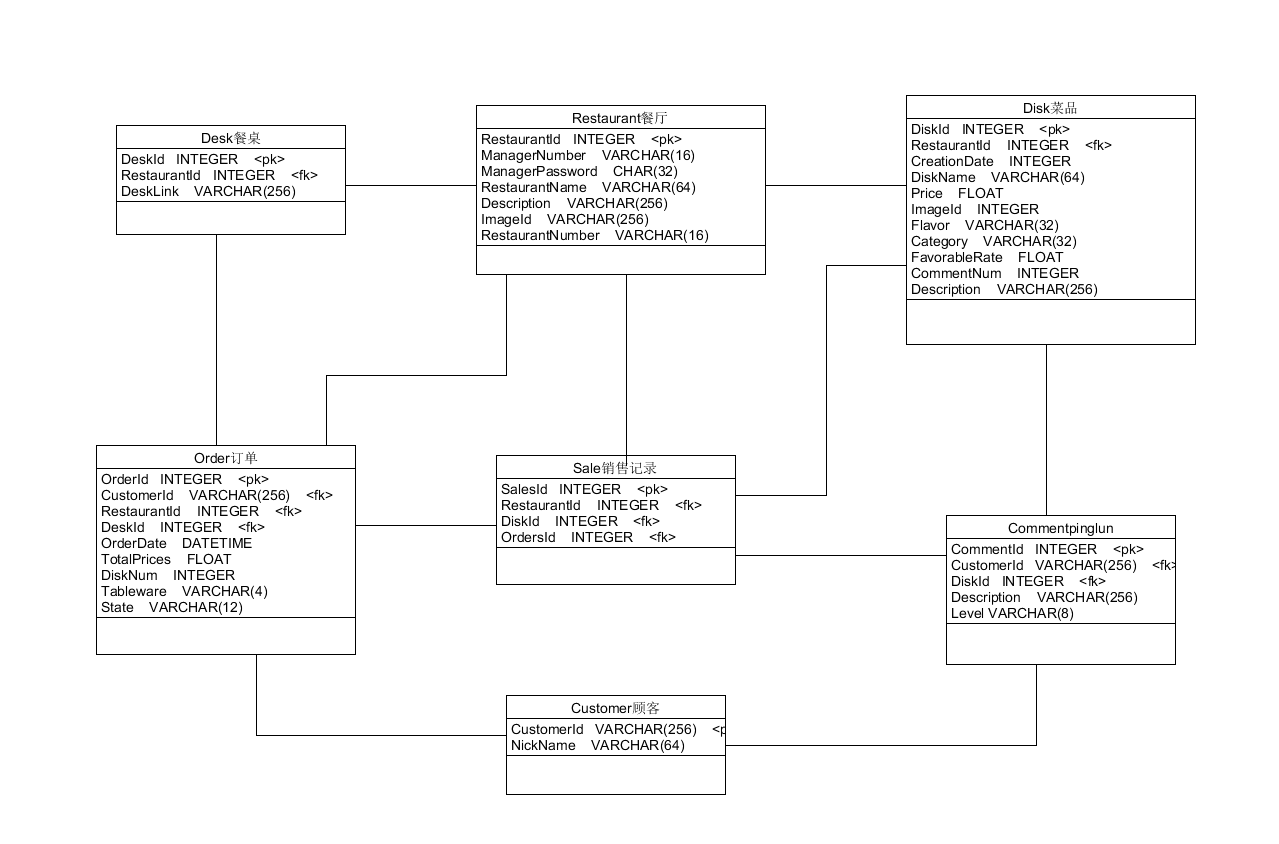 Desk餐桌
DeskId INTEGER <pk>
RestaurantId INTEGER <fk>
DeskLink VARCHAR(256)
Restaurant餐厅
RestaurantId INTEGER <pk>
ManagerNumber VARCHAR(16)
ManagerPassword CHAR(32)
RestaurantName VARCHAR(64)
Description VARCHAR(256)
ImageId VARCHAR(256)
RestaurantNumber VARCHAR(16)
Disk菜品
DiskId INTEGER <pk>
RestaurantId INTEGER <fk>
CreationDate INTEGER
DiskName VARCHAR(64)
Price FLOAT
ImageId INTEGER
Flavor VARCHAR(32)
Category VARCHAR(32)
FavorableRate FLOAT
CommentNum INTEGER
Description VARCHAR(256)
Order订单
OrderId INTEGER <pk>
CustomerId VARCHAR(256) <fk>
RestaurantId INTEGER <fk>
DeskId INTEGER <fk>
OrderDate DATETIME
TotalPrices FLOAT
DiskNum INTEGER
Tableware VARCHAR(4)
State VARCHAR(12)
Sale销售记录
SalesId INTEGER <pk>
RestaurantId INTEGER <fk>
DiskId INTEGER <fk>
OrdersId INTEGER <fk>
Commentpinglun
CommentId INTEGER <pk>
CustomerId VARCHAR(256) <fk>
DiskId INTEGER <fk>
Description VARCHAR(256)
Level VARCHAR(8)
Customer顾客
CustomerId VARCHAR(256) <p
NickName VARCHAR(64)